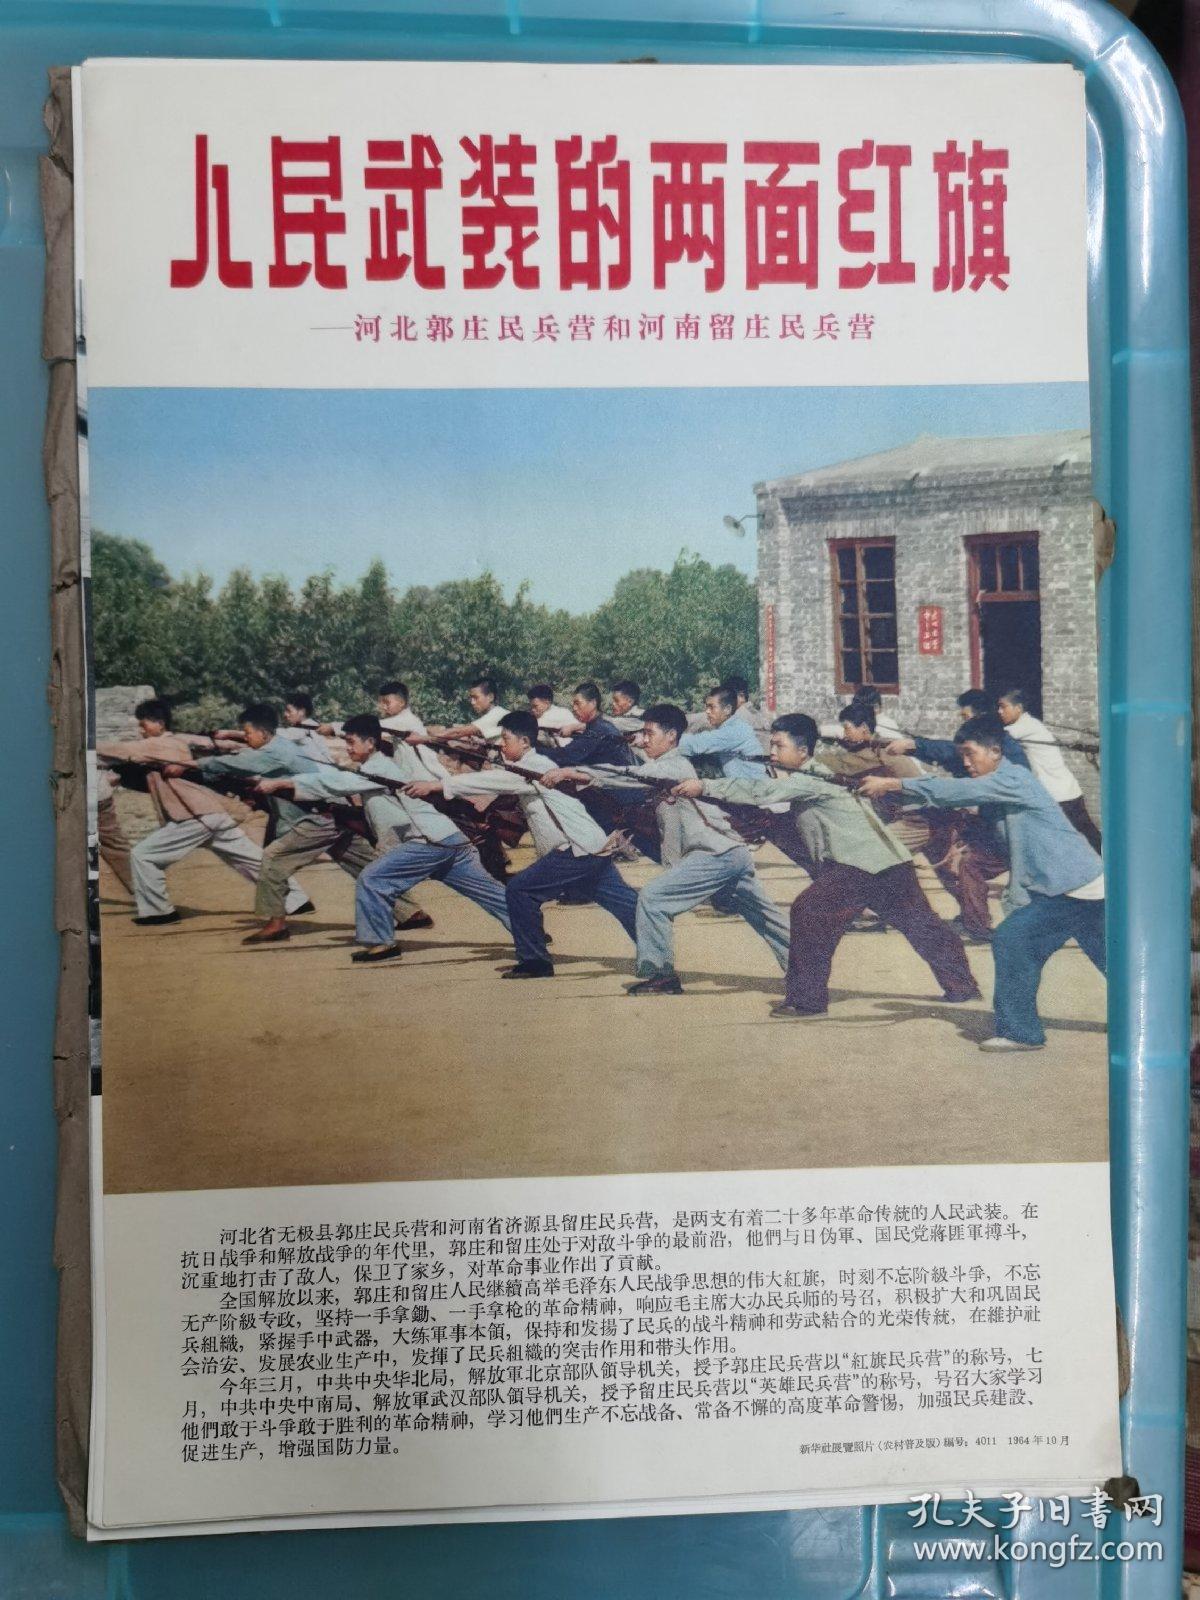 人民武装的两面红旗
——河北郭庄民兵营和河南留庄民兵营
河北省无极县郭庄民兵营和河南省济源县留庄民兵营，是两支有着二十多年革命传統的人民武装。在
抗日战争和解放战争的年代里，郭庄和留庄处于对敌斗争的最前沿，他們与日伪軍、国民党蔣匪軍搏斗，
沉重地打击了敌人，保卫了家乡，对革命事业作出了貢献。
全国解放以来，郭庄和留庄人民继續高举毛泽东人民战争思想的伟大紅旗，时刻不忘阶級斗争，不忘
无产阶級专政，坚持一手拿鋤、一手拿枪的革命精神，响应毛主席大办民兵师的号召，积极扩大和巩固民
兵組織，紧握手中武器，大练軍事本領，保持和发揚了民兵的战斗精神和劳武結合的光荣传統，在維护社
会治安、发展农业生产中，发揮了民兵組織的突击作用和带头作用。
今年三月，中共中央华北局，解放軍北京部队領导机关，授予郭庄民兵营以“紅旗民兵营”的称号，七
月，中共中央中南局、解放軍武汉部队領导机关，授予留庄民兵营以“英雄民兵营”的称号，号召大家学习
他們敢于斗争敢于胜利的革命精神，学习他們生产不忘战备、常备不懈的高度革命警惕，加强民兵建設、
促进生产，增强国防力量。
新华社展覽照片（农村普及版）編号：4011 1964年10月
孔夫子旧書网
www.kongfz.com